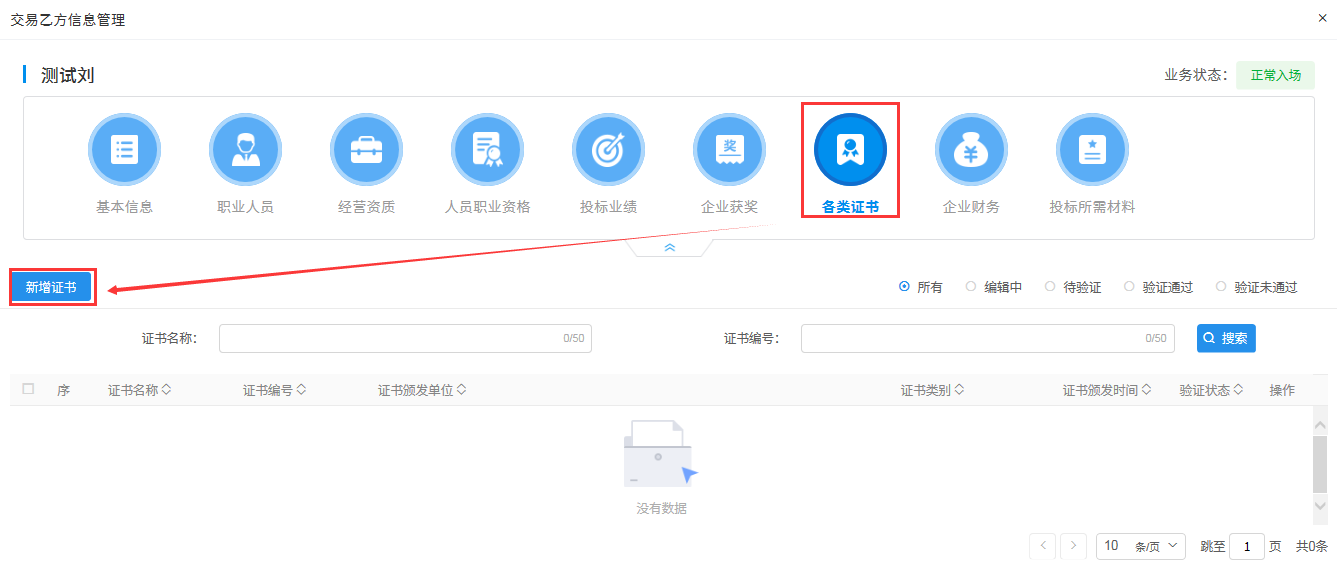 交易乙方信息管理
×
测试刘
业务状态：
正常入场
奖
¥
基本信息
职业人员
经营资质
人员职业资格
投标业绩
企业获奖
各类证书
企业财务
投标所需材料
新增证书
所有
编辑中
待验证
验证通过
验证未通过
证书名称：
0/50
证书编号：
0/50
搜索
序
证书名称
证书编号
证书颁发单位
证书类别
证书颁发时间
验证状态
操作
没有数据
10 条/页
跳至 1 页
共0条